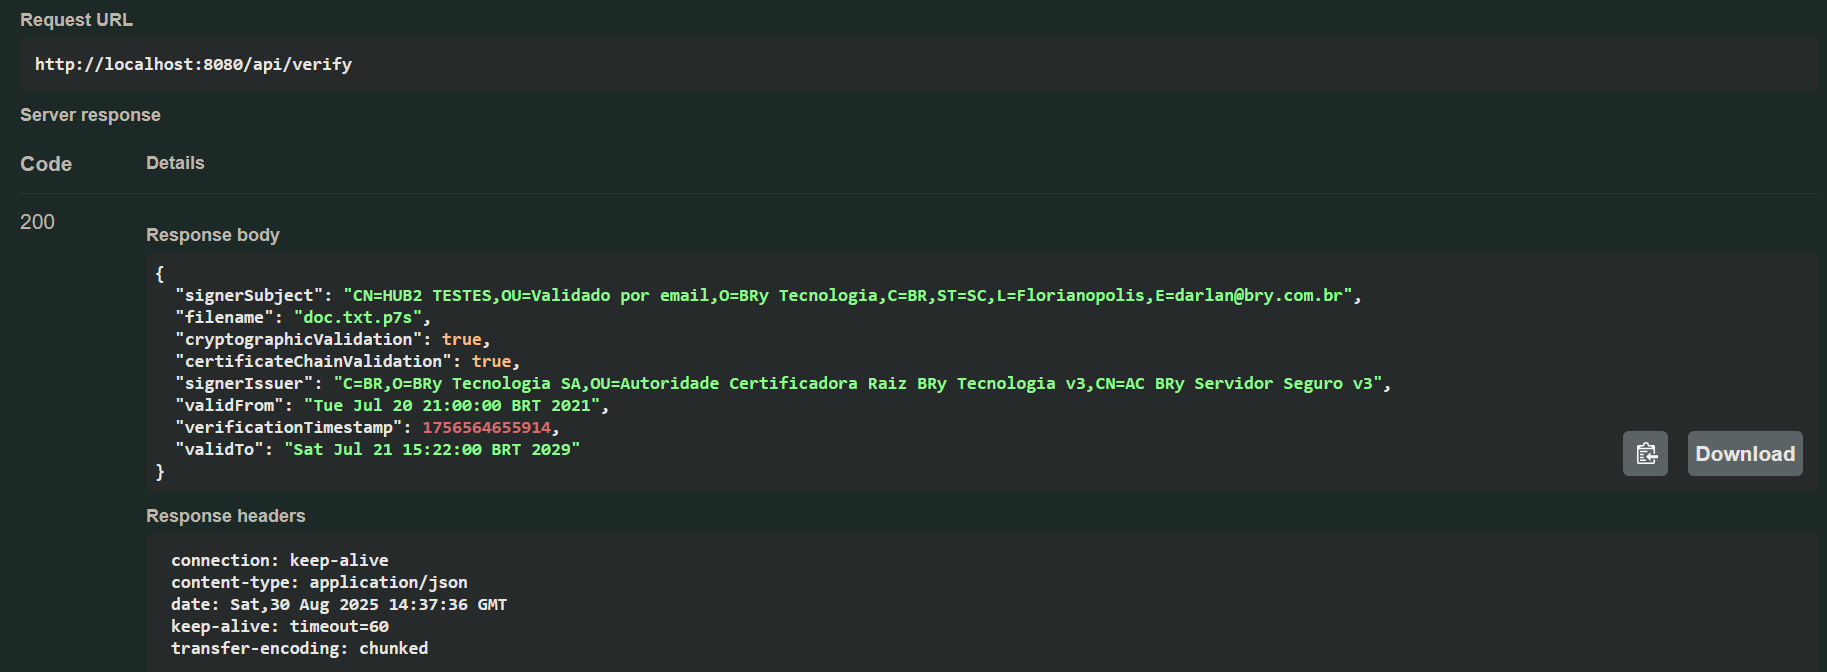 Request URL
http://localhost:8080/api/verify
Server response
Code Details
200
Response body
{
  "signerSubject": "CN=HUB2 TESTES,OU=Validado por email,O=BRy Tecnologia,C=BR,ST=SC,L=Florianopolis,E=darlan@bry.com.br",
  "filename": "doc.txt.p7s",
  "cryptographicValidation": true,
  "certificateChainValidation": true,
  "signerIssuer": "C=BR,O=BRy Tecnologia SA,OU=Autoridade Certificadora Raiz BRy Tecnologia v3,CN=AC BRy Servidor Seguro v3",
  "validFrom": "Tue Jul 20 21:00:00 BRT 2021",
  "verificationTimestamp": 1756564655914,
  "validTo": "Sat Jul 21 15:22:00 BRT 2029"
}
Download
Response headers
connection: keep-alive
content-type: application/json
date: Sat,30 Aug 2025 14:37:36 GMT
keep-alive: timeout=60
transfer-encoding: chunked